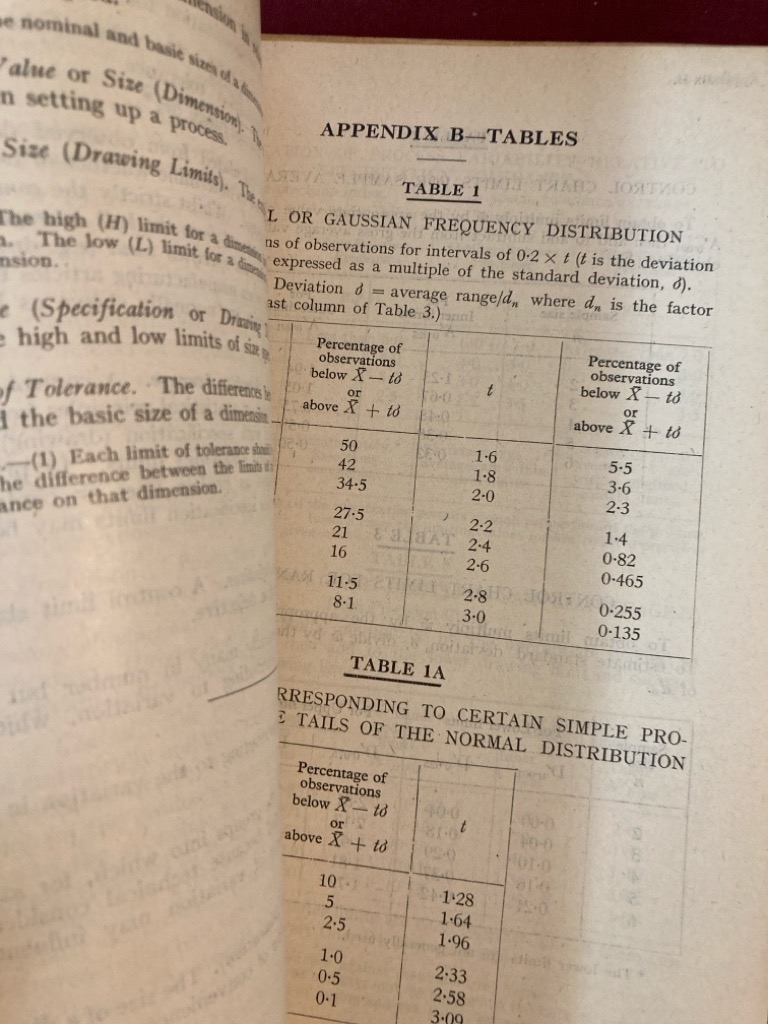 e nominal and basic sizes of a
Value or Size (Dimension).
n setting up a process.
Size (Drawing Limits). The
The high (H) limit for a
. The low (L) limit for a
nsion.
e (Specification or Drawing
e high and low limits of size
of Tolerance. The differences
d the basic size of a dimension
.—(1) Each limit of tolerance
he difference between the limits
ance on that dimension.
APPENDIX B—TABLES
TABLE 1
L OR GAUSSIAN FREQUENCY DISTRIBUTION
ns of observations for intervals of 0·2 × t (t is the deviation
expressed as a multiple of the standard deviation, σ).
Deviation σ = average range/dn where dn is the factor
ast column of Table 3.)
Percentage of
observations
below X̄ — tσ
or
above X̄ + tσ
t
Percentage of
observations
below X̄ — tσ
or
above X̄ + tσ
50 1·6 5·5
42 1·8 3·6
34·5 2·0 2·3
27·5 2·2 1·4
21 2·4 0·82
16 2·6 0·465
11·5 2·8 0·255
8·1 3·0 0·135
TABLE 1A
RRESPONDING TO CERTAIN SIMPLE PRO-
E TAILS OF THE NORMAL DISTRIBUTION
Percentage of
observations
below X̄ — tσ
or
above X̄ + tσ
t
10 1·28
5 1·64
2·5 1·96
1·0 2·33
0·5 2·58
0·1 3·09